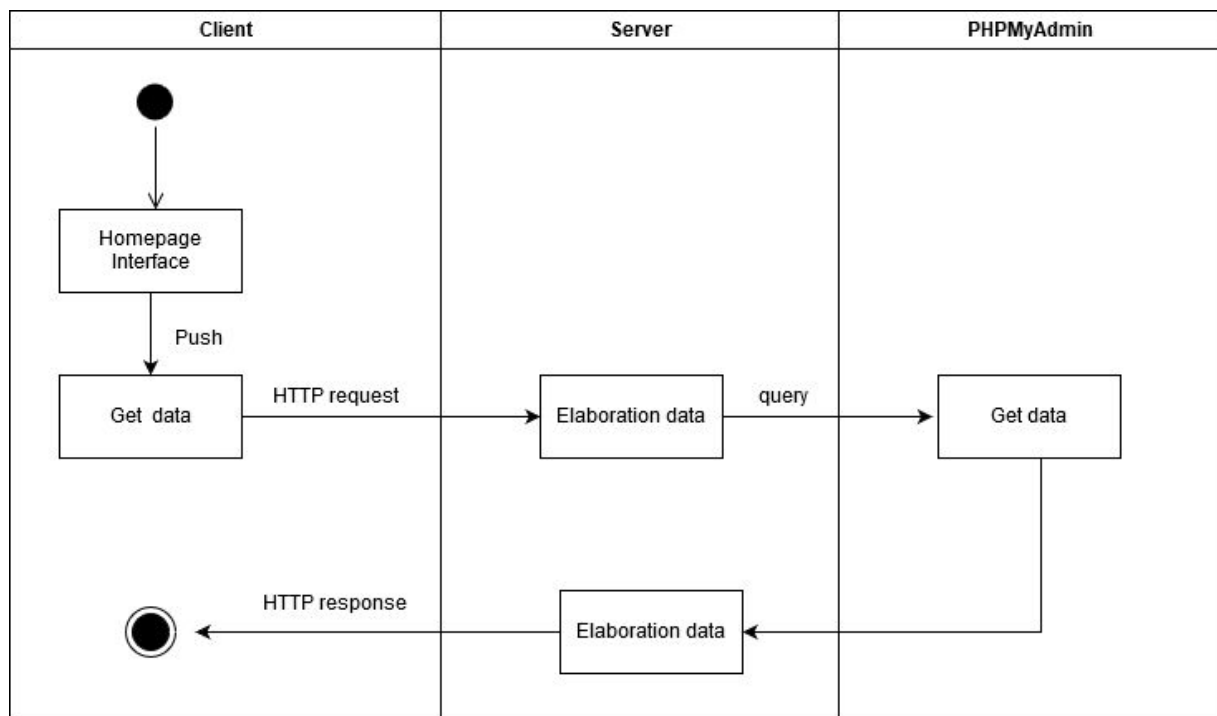 Client
Server
PHPMyAdmin
Homepage
Interface
Push
Get data
HTTP request
Elaboration data
query
Get data
HTTP response
Elaboration data